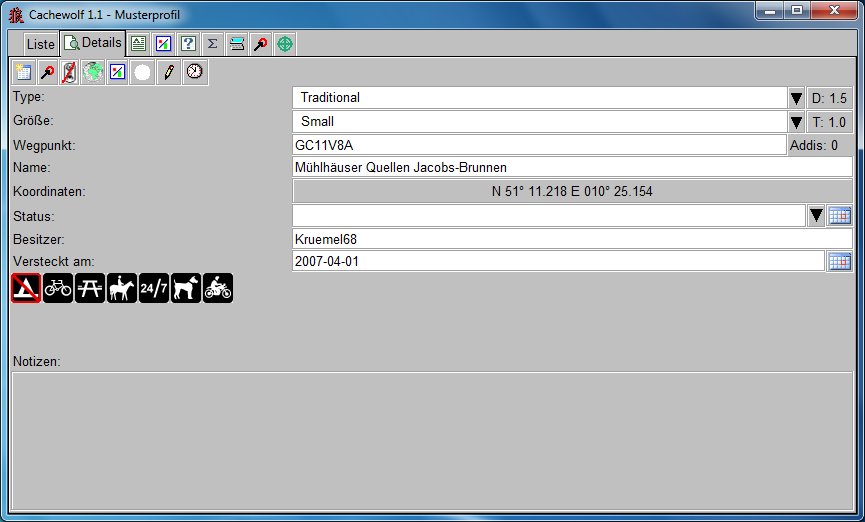 Cachewolf 1.1 - Musterprofil
Liste Details ? Σ
Type: Traditional D: 1.5
Größe: Small T: 1.0
Wegpunkt: GC11V8A Addis: 0
Name: Mühlhäuser Quellen Jacobs-Brunnen
Koordinaten: N 51° 11.218 E 010° 25.154
Status:
Besitzer: Kruemel68
Versteckt am: 2007-04-01
24/7
Notizen: